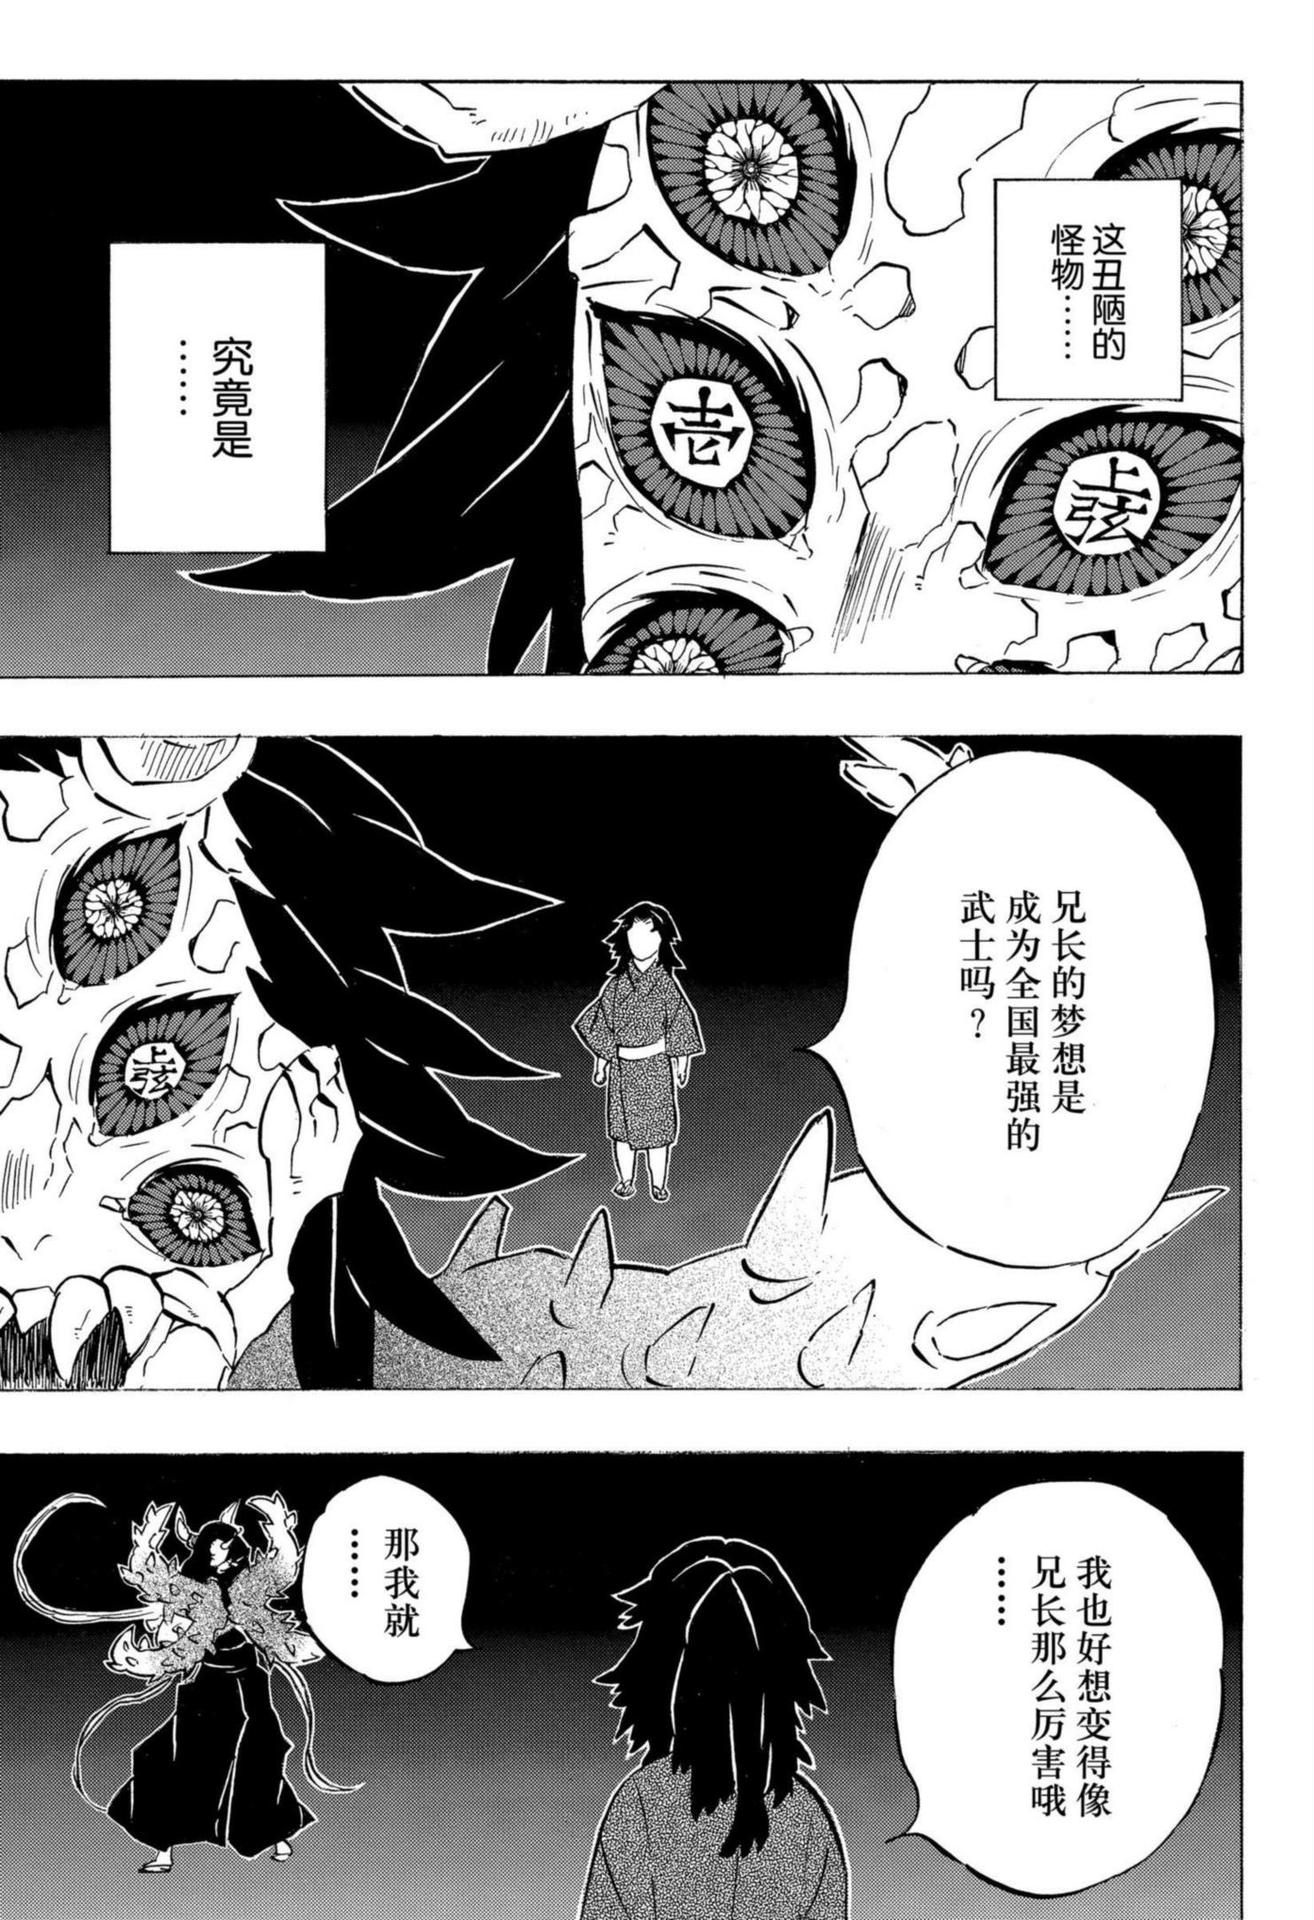 这丑陋的
怪物……
壱
上弦
究竟是
……
兄长的梦想是
成为全国最强的
武士吗？
上弦
我也好想变得像
兄长那么厉害哦
……
那我就
……